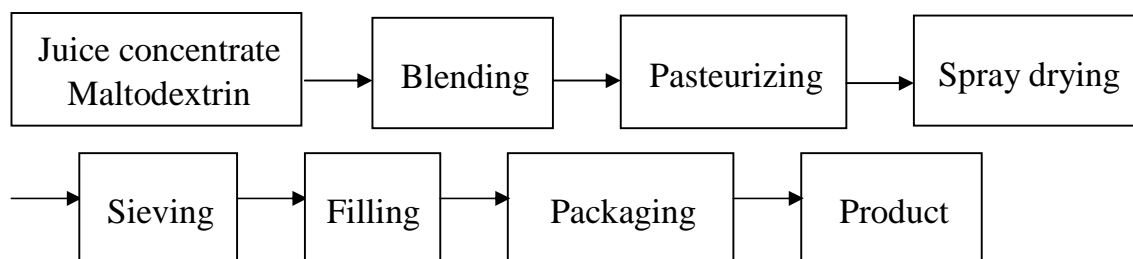 Juice concentrate
Maltodextrin
Blending
Pasteurizing
Spray drying
Sieving
Filling
Packaging
Product